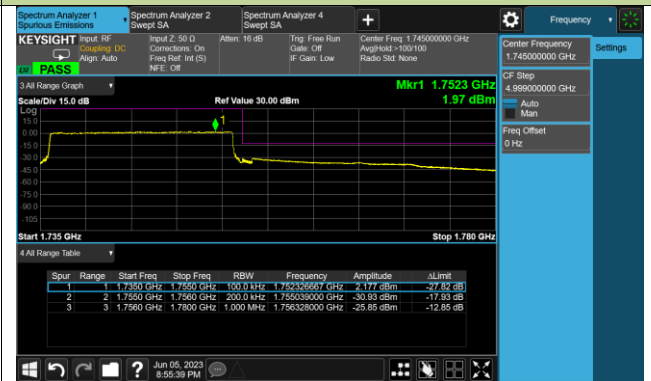 Spectrum Analyzer 1
Spurious Emissions
Spectrum Analyzer 2
Swept SA
Spectrum Analyzer 4
Swept SA
Frequency
KEYSIGHT
Input: RF
Coupling: DC
Align: Auto
Input Z: 50 Ω
Corrections: On
Freq Ref: Int (S)
NFE: Off
Atten: 16 dB
Trig: Free Run
Gate: Off
IF Gain: Low
Center Freq: 1.745000000 GHz
Avg|Hold:>100/100
Radio Std: None
PASS
Center Frequency
1.745000000 GHz
Settings
CF Step
4.999000000 GHz
Auto
Man
Freq Offset
0 Hz
3 All Range Graph
Mkr1 1.7523 GHz
Scale/Div 15.0 dB
Ref Value 30.00 dBm
1.97 dBm
Log
15.0
0.00
-15.0
-30.0
-45.0
-60.0
-75.0
-90.0
-105
1
Start 1.735 GHz
Stop 1.780 GHz
4 All Range Table
Spur Range Start Freq Stop Freq RBW Frequency Amplitude ΔLimit
1 1 1.7350 GHz 1.7550 GHz 100.0 kHz 1.752326667 GHz 2.177 dBm -27.82 dB
2 2 1.7550 GHz 1.7560 GHz 200.0 kHz 1.755039000 GHz -30.93 dBm -17.93 dB
3 3 1.7560 GHz 1.7800 GHz 1.000 MHz 1.756328000 GHz -25.85 dBm -12.85 dB
Jun 05, 2023
8:55:39 PM